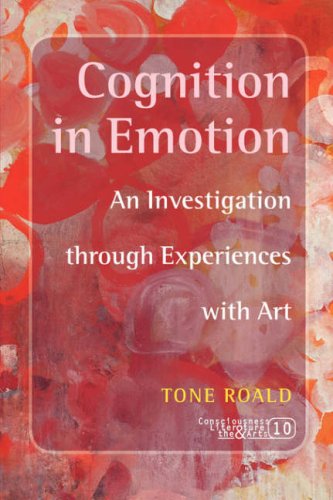 Cognition
in Emotion
An Investigation
through Experiences
with Art
TONE ROALD
Consciousness
Literature
the & Arts 10